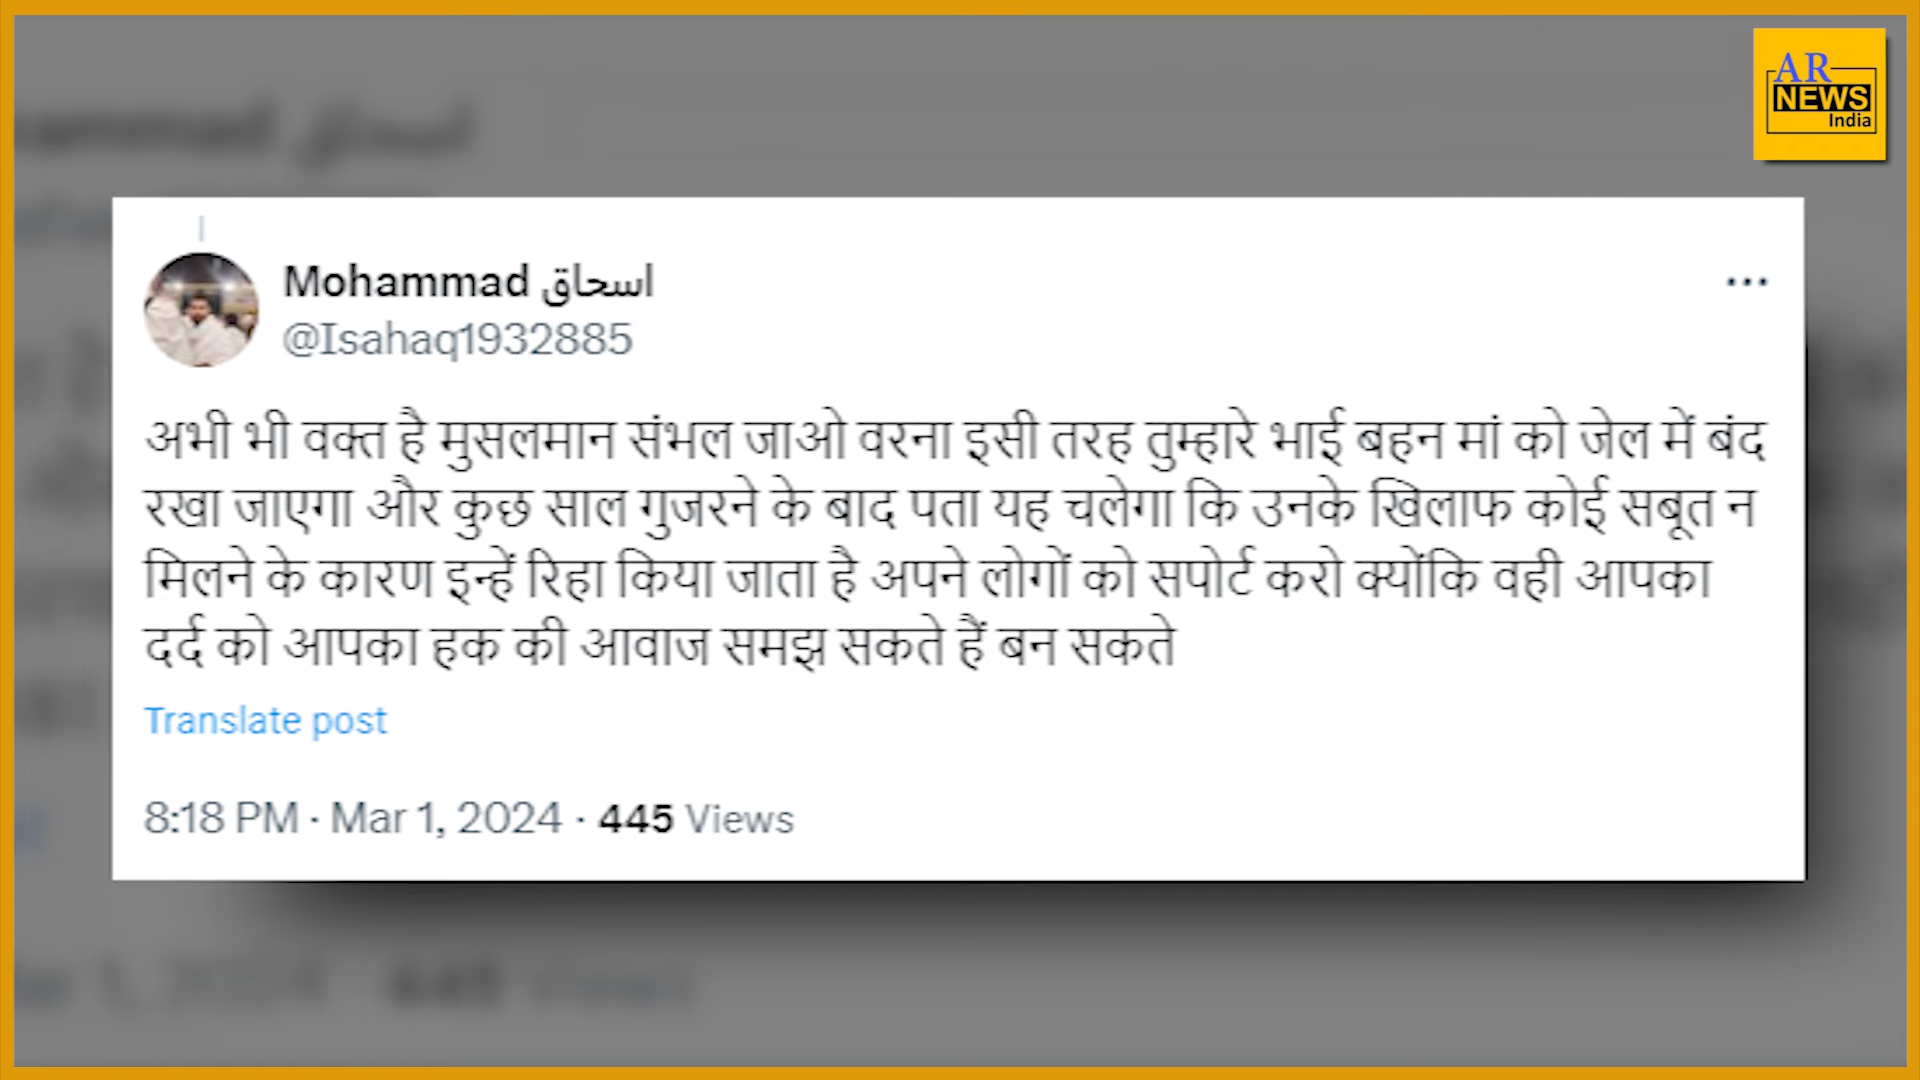 AR
NEWS
India
Mohammad اسحاق
@Isahaq1932885
अभी भी वक्त है मुसलमान संभल जाओ वरना इसी तरह तुम्हारे भाई बहन मां को जेल में बंद
रखा जाएगा और कुछ साल गुजरने के बाद पता यह चलेगा कि उनके खिलाफ कोई सबूत न
मिलने के कारण इन्हें रिहा किया जाता है अपने लोगों को सपोर्ट करो क्योंकि वही आपका
दर्द को आपका हक की आवाज समझ सकते हैं बन सकते
Translate post
8:18 PM · Mar 1, 2024 · 445 Views